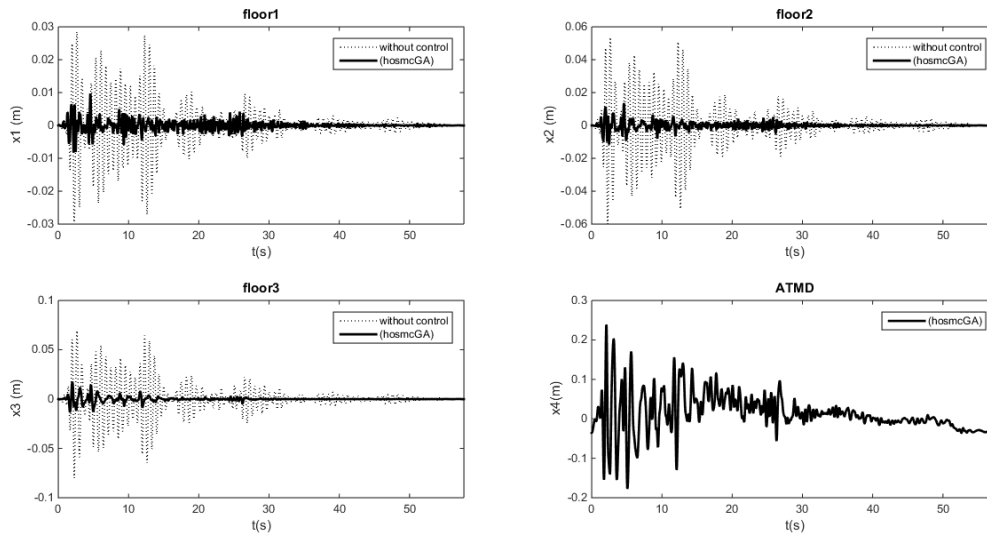 floor1
0.03
0.02
0.01
0
-0.01
-0.02
-0.03
x1 (m)
without control
(hosmcGA)
0 10 20 30 40 50
t(s)
floor2
0.06
0.04
0.02
0
-0.02
-0.04
-0.06
x2 (m)
without control
(hosmcGA)
0 10 20 30 40 50
t(s)
floor3
0.1
0.05
0
-0.05
-0.1
x3 (m)
without control
(hosmcGA)
0 10 20 30 40 50
t(s)
ATMD
0.3
0.2
0.1
0
-0.1
-0.2
x4(m)
(hosmcGA)
0 10 20 30 40 50
t(s)